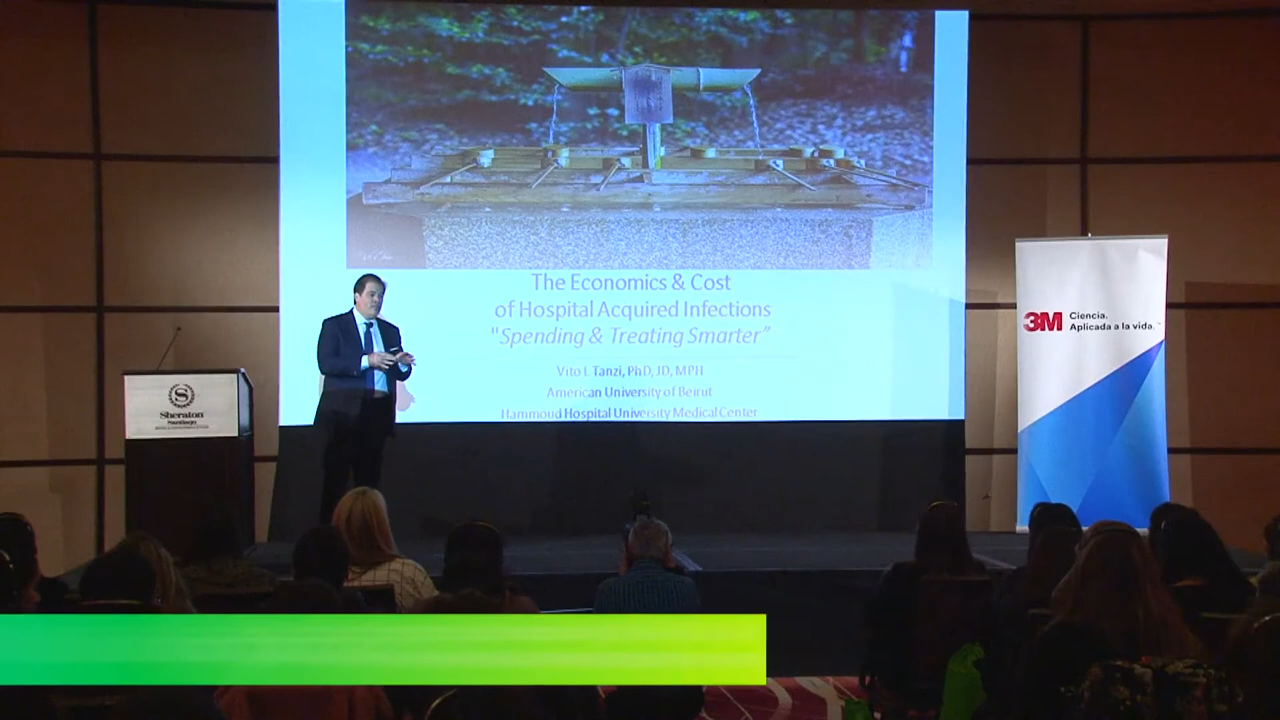 The Economics & Cost
of Hospital Acquired Infections
"Spending & Treating Smarter”
Vito L Tanzi, PhD, JD, MPH
American University of Beirut
Hammoud Hospital University Medical Center
3M Ciencia.
Aplicada a la vida.
S
Sheraton
Santiago